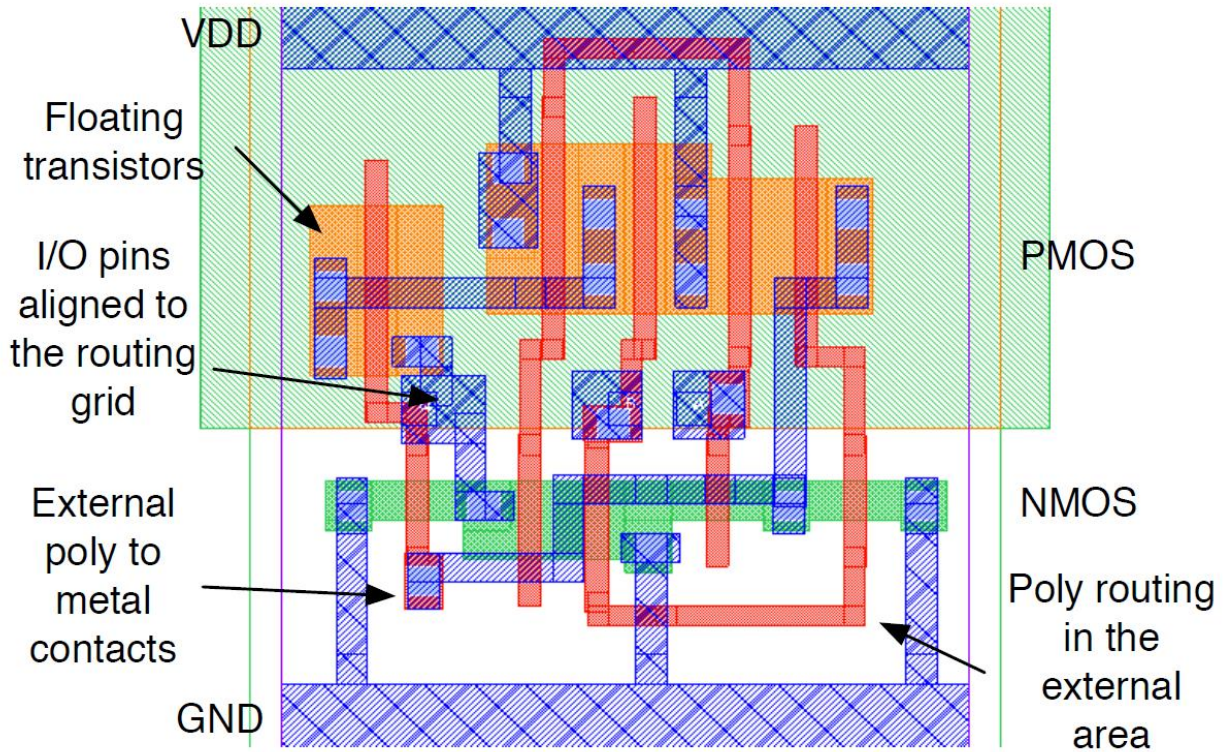 VDD
Floating
transistors
I/O pins
aligned to
the routing
grid
External
poly to
metal
contacts
GND
PMOS
NMOS
Poly routing
in the
external
area